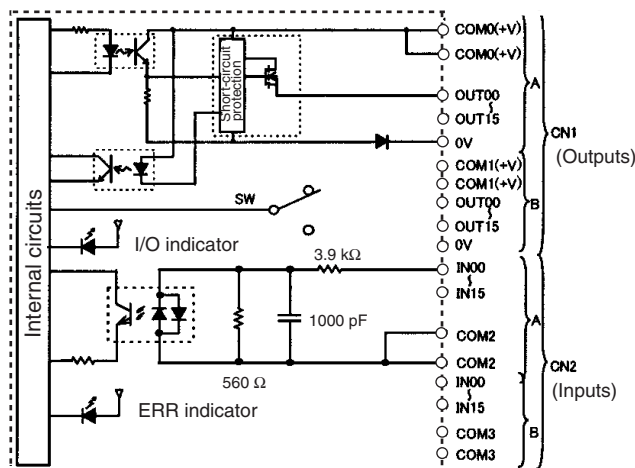 Internal circuits
Short-circuit
protection
SW
I/O indicator
3.9 kΩ
1000 pF
560 Ω
ERR indicator
COM0(+V)
COM0(+V)
OUT00
~
OUT15
0V
COM1(+V)
COM1(+V)
OUT00
~
OUT15
0V
A
B
CN1
(Outputs)
IN00
~
IN15
COM2
COM2
IN00
~
IN15
COM3
COM3
A
B
CN2
(Inputs)